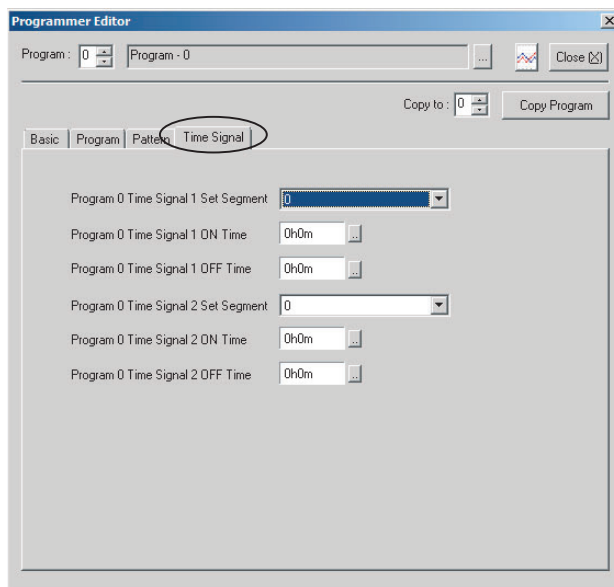 Programmer Editor
Program : 0 Program - 0 ... Close (X)
Copy to : 0 Copy Program
Basic Program Pattern Time Signal
Program 0 Time Signal 1 Set Segment 0
Program 0 Time Signal 1 ON Time 0h0m ..
Program 0 Time Signal 1 OFF Time 0h0m ..
Program 0 Time Signal 2 Set Segment 0
Program 0 Time Signal 2 ON Time 0h0m ..
Program 0 Time Signal 2 OFF Time 0h0m ..